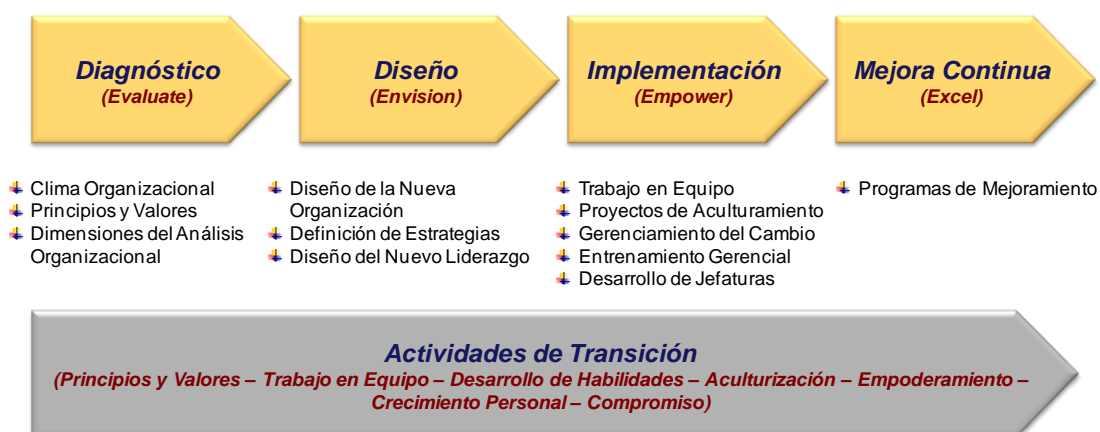 Diagnóstico
(Evaluate)
Diseño
(Envision)
Implementación
(Empower)
Mejora Continua
(Excel)
Clima Organizacional
Principios y Valores
Dimensiones del Análisis
Organizacional
Diseño de la Nueva
Organización
Definición de Estrategias
Diseño del Nuevo Liderazgo
Trabajo en Equipo
Proyectos de Aculturamiento
Gerenciamiento del Cambio
Entrenamiento Gerencial
Desarrollo de Jefaturas
Programas de Mejoramiento
Actividades de Transición
(Principios y Valores – Trabajo en Equipo – Desarrollo de Habilidades – Aculturización – Empoderamiento –
Crecimiento Personal – Compromiso)